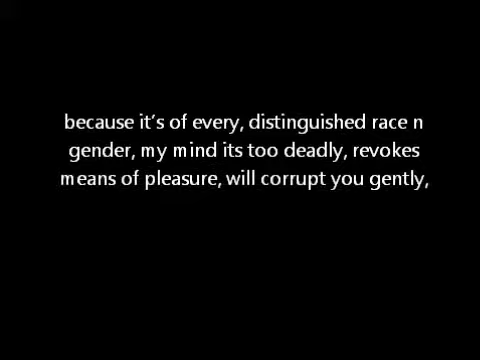 because it's of every, distinguished race n
gender, my mind its too deadly, revokes
means of pleasure, will corrupt you gently,